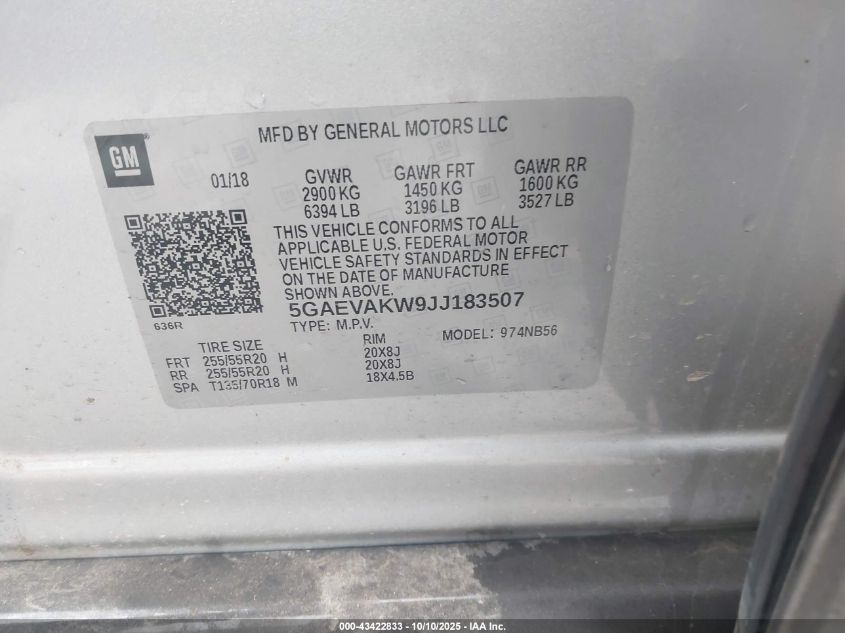 GM
MFD BY GENERAL MOTORS LLC
01/18
GVWR GAWR FRT GAWR RR
2900 KG 1450 KG 1600 KG
6394 LB 3196 LB 3527 LB
THIS VEHICLE CONFORMS TO ALL
APPLICABLE U.S. FEDERAL MOTOR
VEHICLE SAFETY STANDARDS IN EFFECT
ON THE DATE OF MANUFACTURE
SHOWN ABOVE.
5GAEVAKW9JJ183507
636R
TYPE: M.P.V.
MODEL: 974NB56
TIRE SIZE RIM
FRT 255/55R20 H 20X8J
RR 255/55R20 H 20X8J
SPA T135/70R18 M 18X4.5B
000-43422833 - 10/10/2025 - IAA Inc.